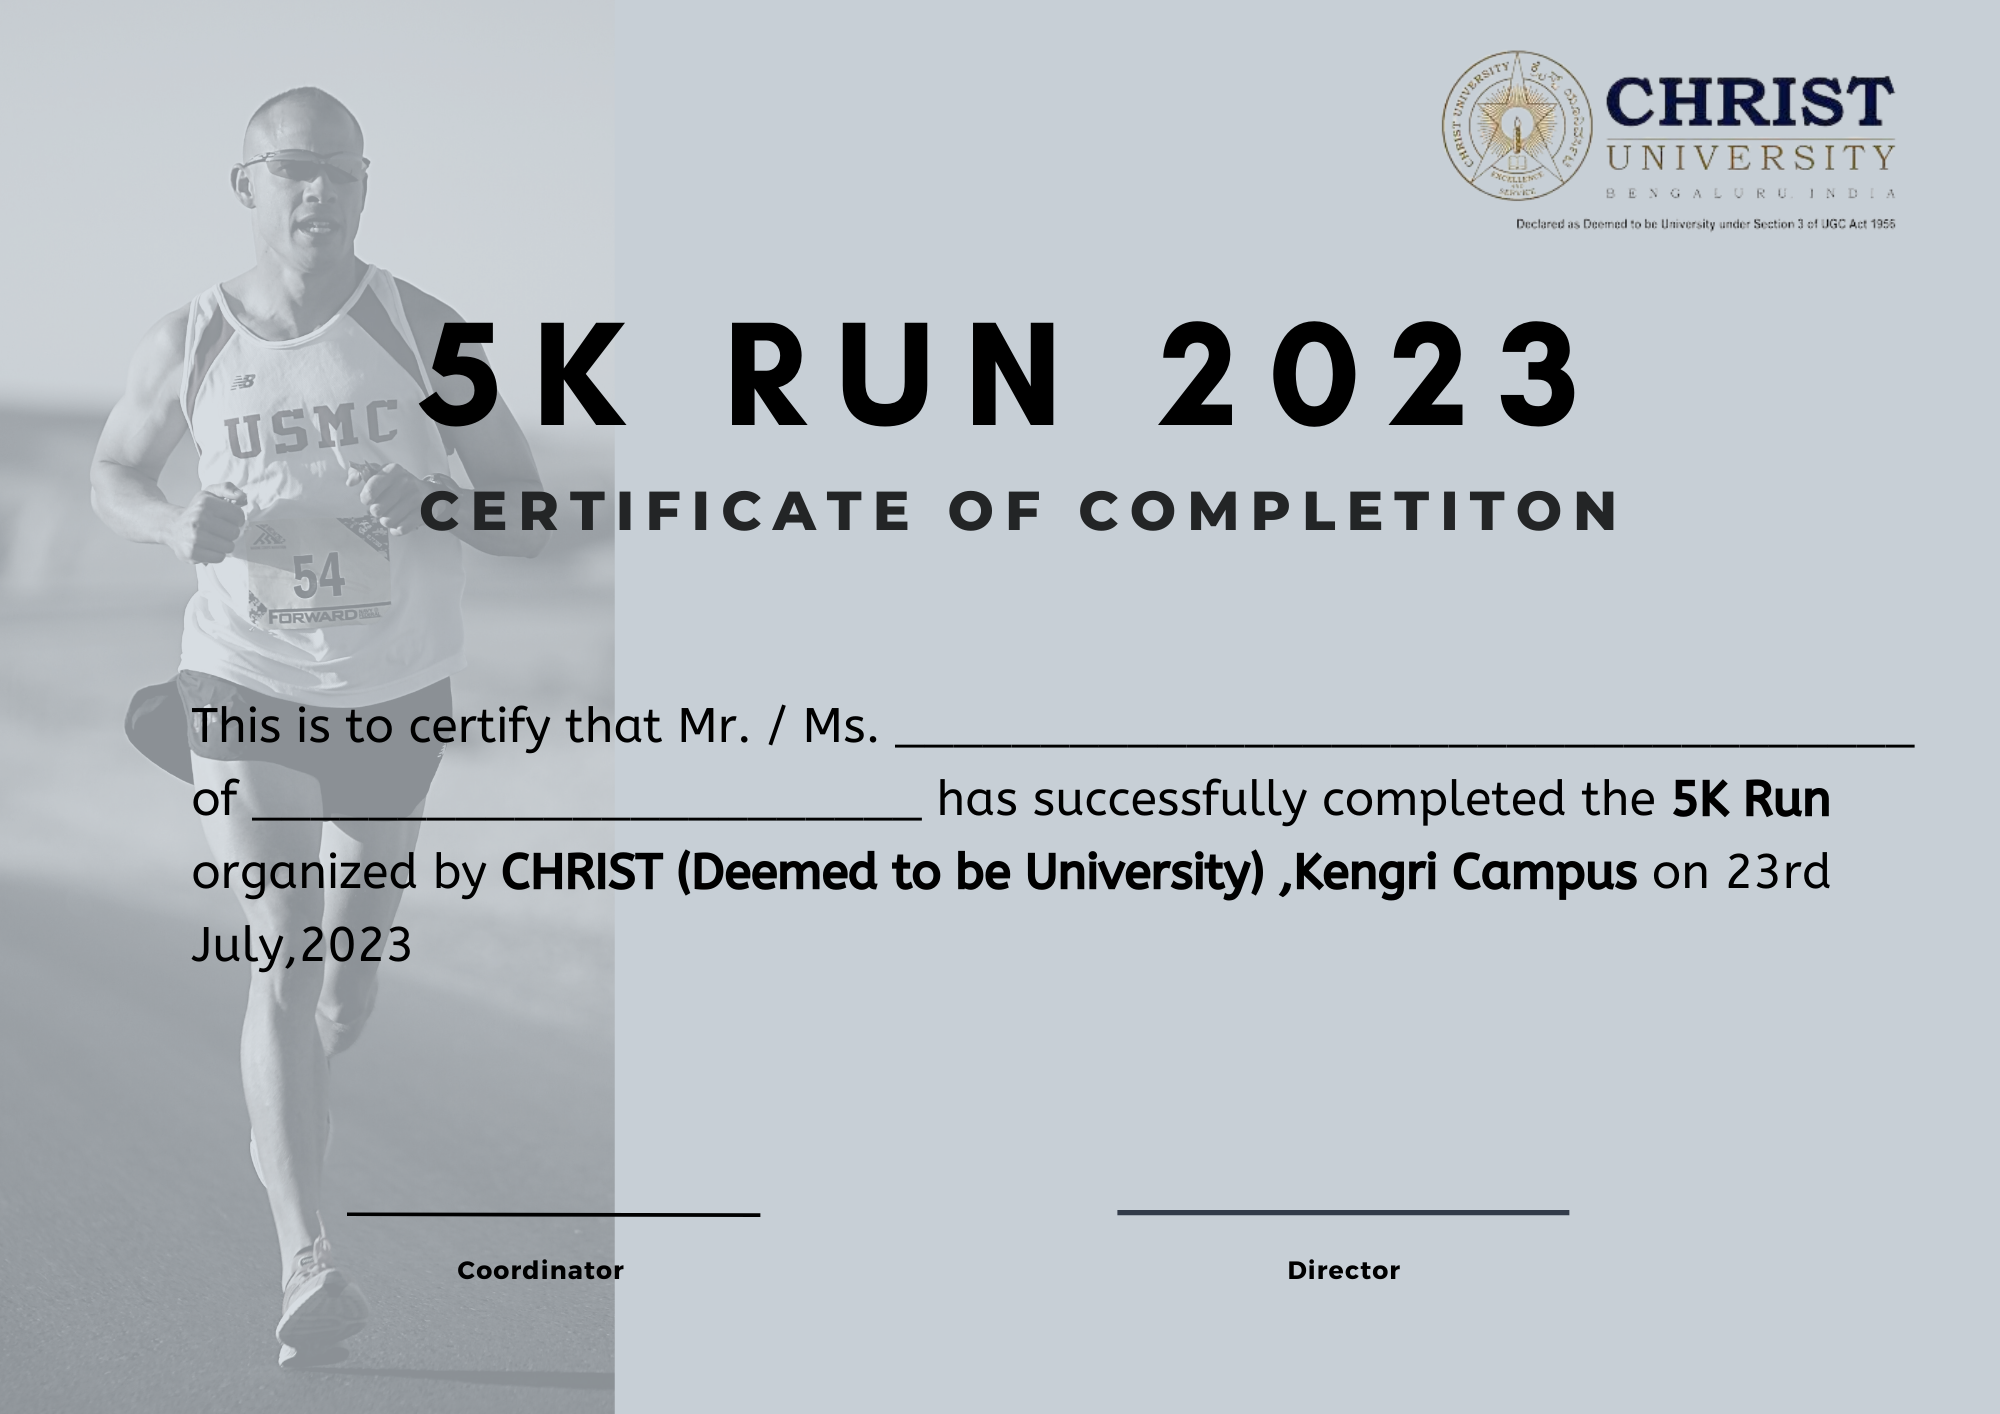 CHRIST UNIVERSITY
EXCELLENCE
AND
SERVICE
CHRIST
UNIVERSITY
BENGALURU, INDIA
Declared as Deemed to be University under Section 3 of UGC Act 1956
5K RUN 2023
CERTIFICATE OF COMPLETITON
NB
USMC
54
FORWARD
This is to certify that Mr. / Ms. ___________________________________
of _______________________ has successfully completed the 5K Run
organized by CHRIST (Deemed to be University) ,Kengri Campus on 23rd
July,2023
Coordinator
Director